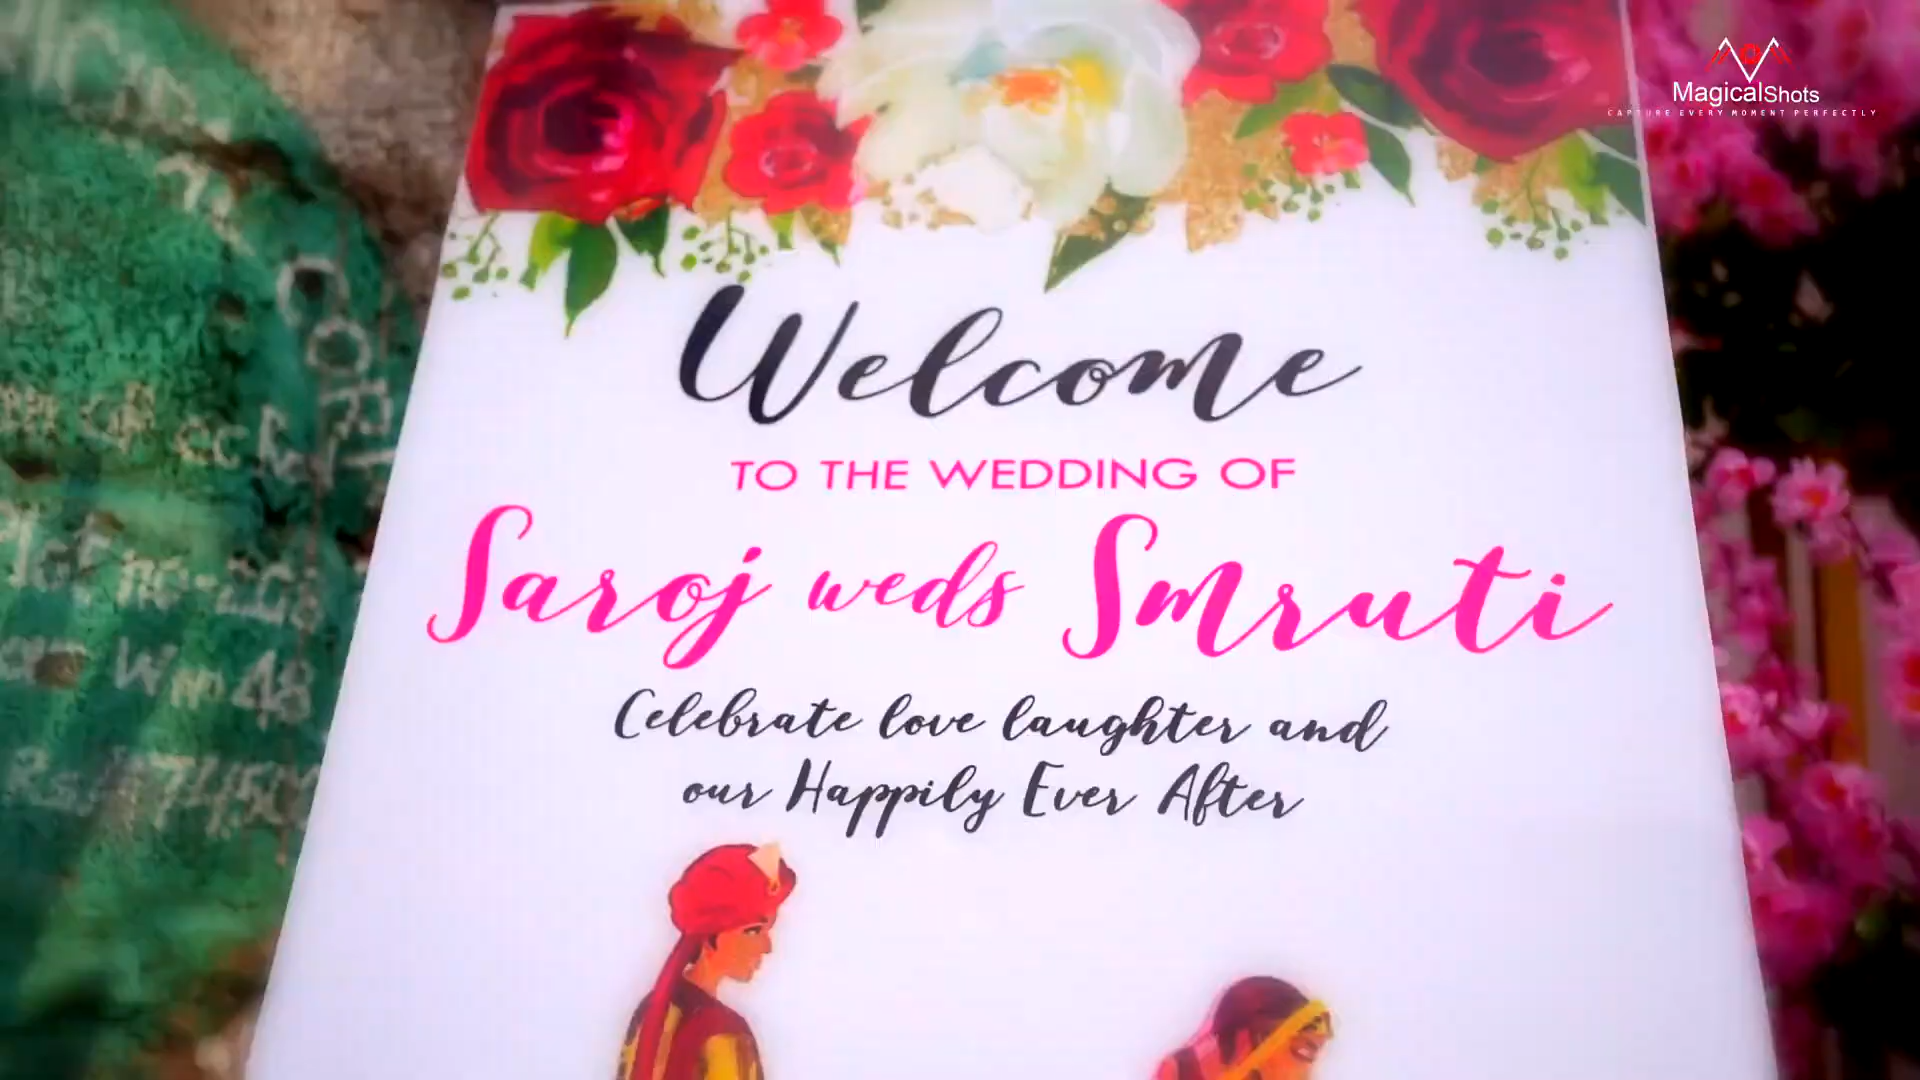 MagicalShots
CAPTURE EVERY MOMENT PERFECTLY
Welcome
TO THE WEDDING OF
Saroj weds Smruti
Celebrate love laughter and
our Happily Ever After